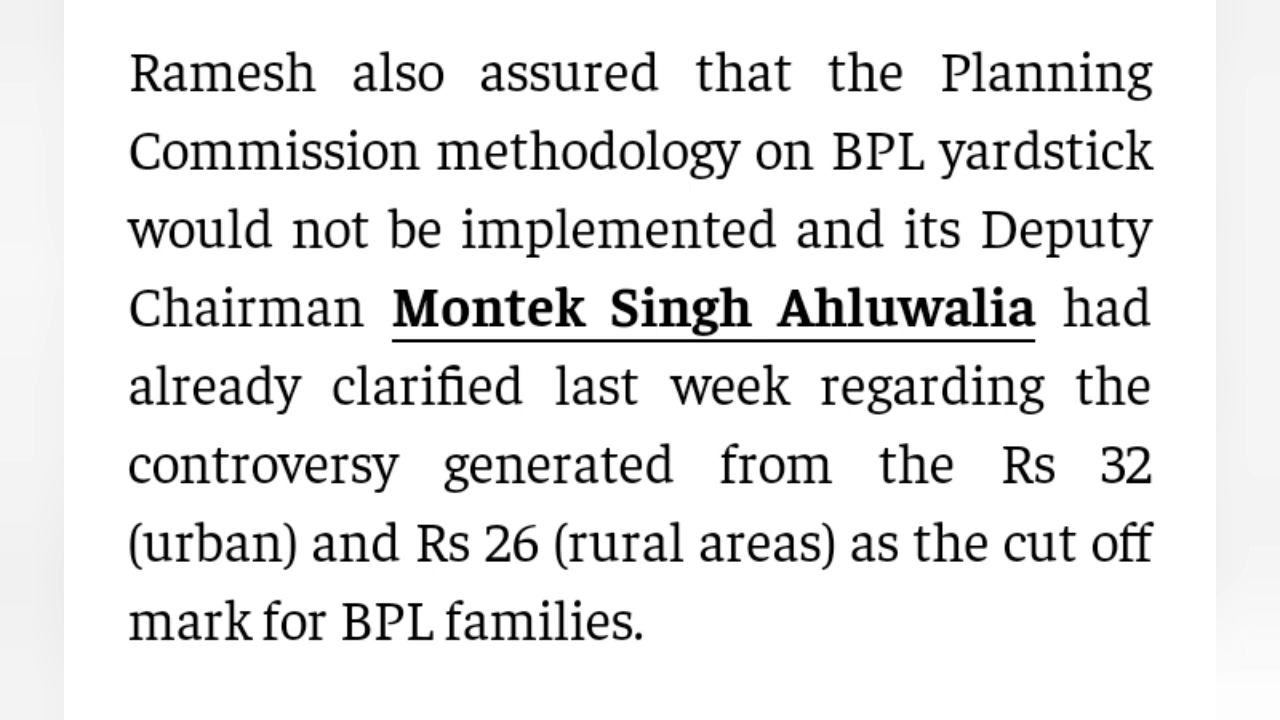 Ramesh also assured that the Planning
Commission methodology on BPL yardstick
would not be implemented and its Deputy
Chairman Montek Singh Ahluwalia had
already clarified last week regarding the
controversy generated from the Rs 32
(urban) and Rs 26 (rural areas) as the cut off
mark for BPL families.